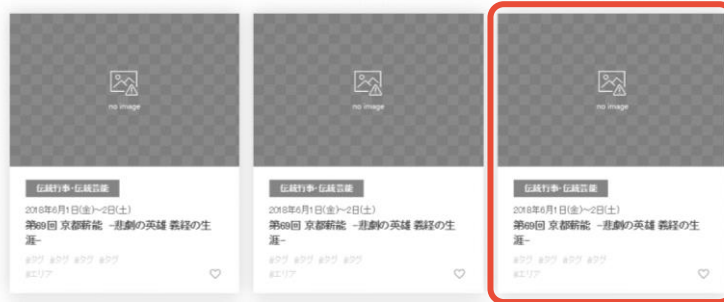 no image
伝統行事・伝統芸能
2018年6月1日(金)～2日(土)
第69回 京都薪能 -悲劇の英雄 義経の生
涯-
#タグ #タグ #タグ #タグ
#エリア
no image
伝統行事・伝統芸能
2018年6月1日(金)～2日(土)
第69回 京都薪能 -悲劇の英雄 義経の生
涯-
#タグ #タグ #タグ #タグ
#エリア
no image
伝統行事・伝統芸能
2018年6月1日(金)～2日(土)
第69回 京都薪能 -悲劇の英雄 義経の生
涯-
#タグ #タグ #タグ #タグ
#エリア